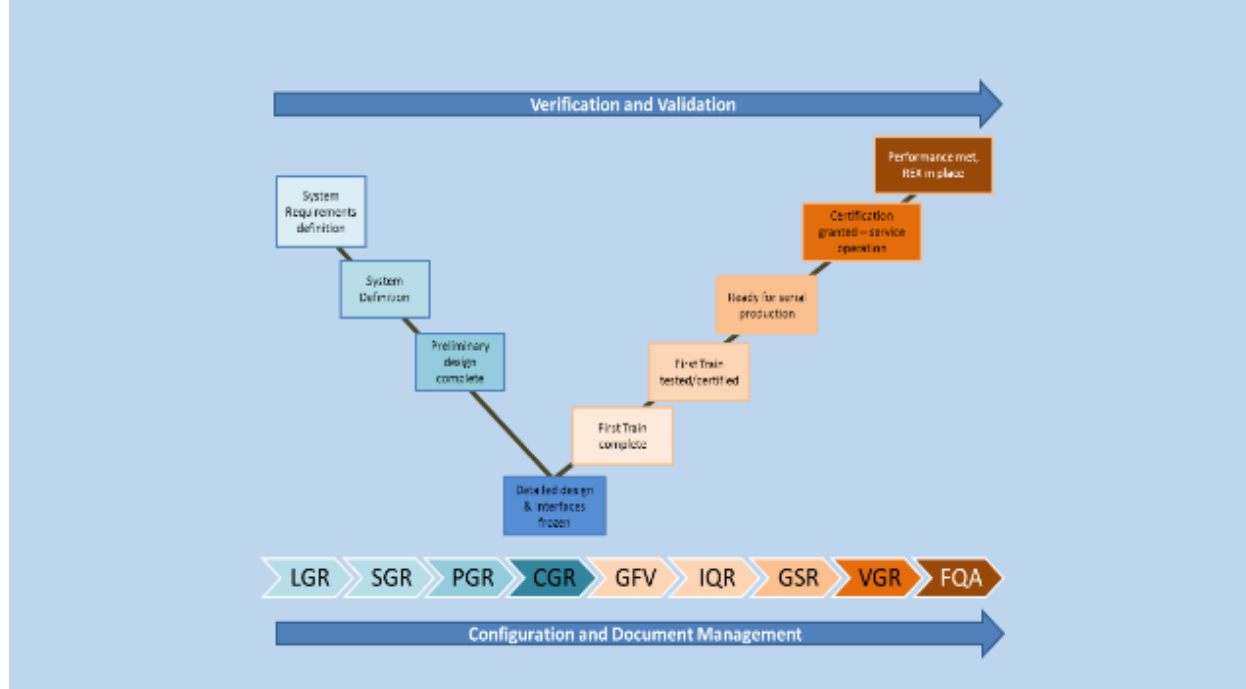 Verification and Validation
Performance met,
REX in place
System
Requirements
definition
Certification
granted – service
operation
System
Definition
Ready for serial
production
Preliminary
design
complete
First Train
tested/certified
First Train
complete
Detailed design
& interfaces
frozen
LGR SGR PGR CGR GFV IQR GSR VGR FQA
Configuration and Document Management